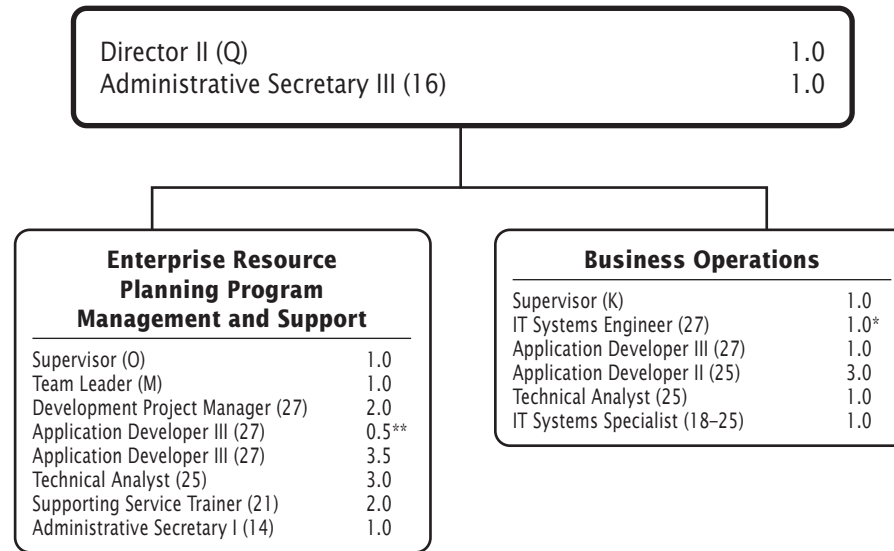 Director II (Q) 1.0
Administrative Secretary III (16) 1.0
Enterprise Resource
Planning Program
Management and Support
Supervisor (O) 1.0
Team Leader (M) 1.0
Development Project Manager (27) 2.0
Application Developer III (27) 0.5**
Application Developer III (27) 3.5
Technical Analyst (25) 3.0
Supporting Service Trainer (21) 2.0
Administrative Secretary I (14) 1.0
Business Operations
Supervisor (K) 1.0
IT Systems Engineer (27) 1.0*
Application Developer III (27) 1.0
Application Developer II (25) 3.0
Technical Analyst (25) 1.0
IT Systems Specialist (18–25) 1.0